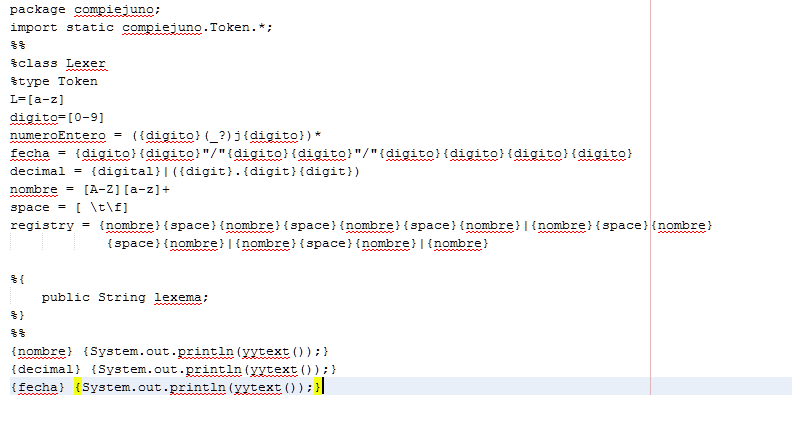 package compiejuno;
import static compiejuno.Token.*;
%%
%class Lexer
%type Token
L=[a-z]
digito=[0-9]
numeroEntero = ({digito}(_?)j{digito})*
fecha = {digito}{digito}"/"{digito}{digito}"/"{digito}{digito}{digito}{digito}
decimal = {digital}|({digit}.{digit}{digit})
nombre = [A-Z][a-z]+
space = [ \t\f]
registry = {nombre}{space}{nombre}{space}{nombre}{space}{nombre}|{nombre}{space}{nombre}
{space}{nombre}|{nombre}{space}{nombre}|{nombre}
%{
public String lexema;
%}
%%
{nombre} {System.out.println(yytext());}
{decimal} {System.out.println(yytext());}
{fecha} {System.out.println(yytext());}